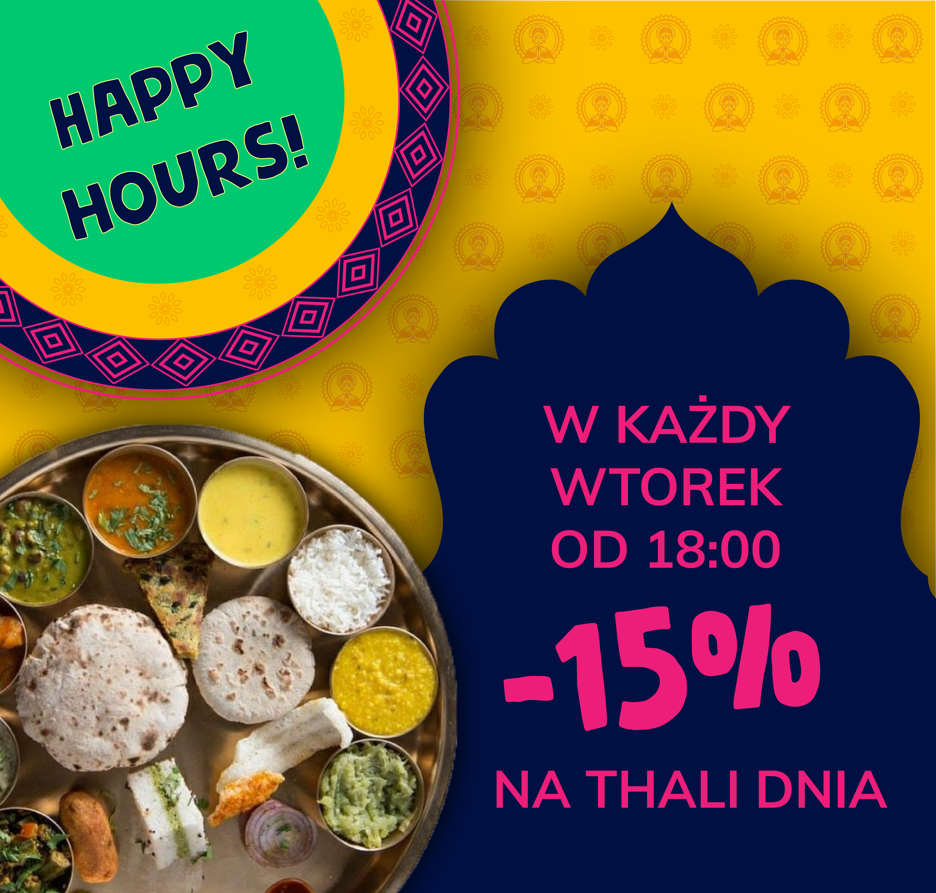 HAPPY
HOURS!
W KAŻDY
WTOREK
OD 18:00
-15%
NA THALI DNIA